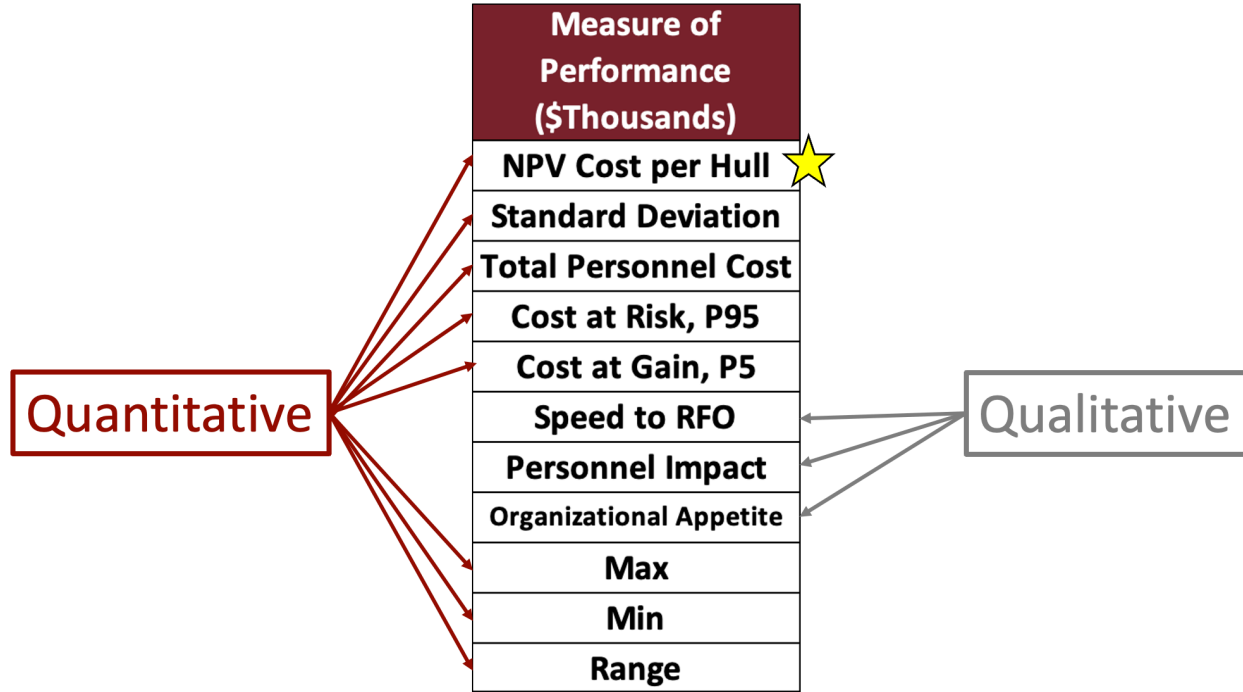 Measure of
Performance
($Thousands)
NPV Cost per Hull
Standard Deviation
Total Personnel Cost
Cost at Risk, P95
Cost at Gain, P5
Speed to RFO
Personnel Impact
Organizational Appetite
Max
Min
Range
Quantitative
Qualitative